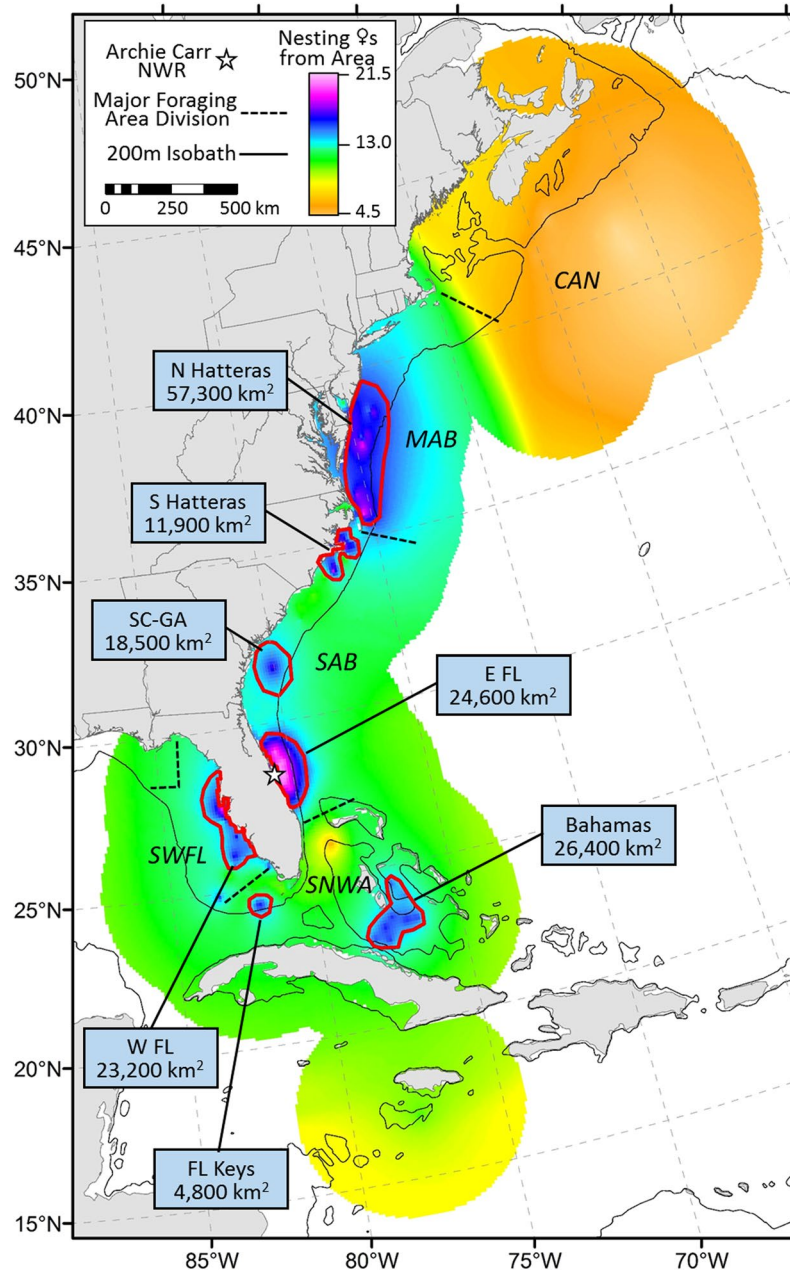 Archie Carr
NWR
Major Foraging
Area Division
200m Isobath
0 250 500 km
Nesting ♀s
from Area
21.5
13.0
4.5
50°N
45°N
40°N
35°N
30°N
25°N
20°N
15°N
CAN
N Hatteras
57,300 km²
MAB
S Hatteras
11,900 km²
SC-GA
18,500 km²
SAB
E FL
24,600 km²
Bahamas
26,400 km²
SWFL
SNWA
W FL
23,200 km²
FL Keys
4,800 km²
85°W
80°W
75°W
70°W